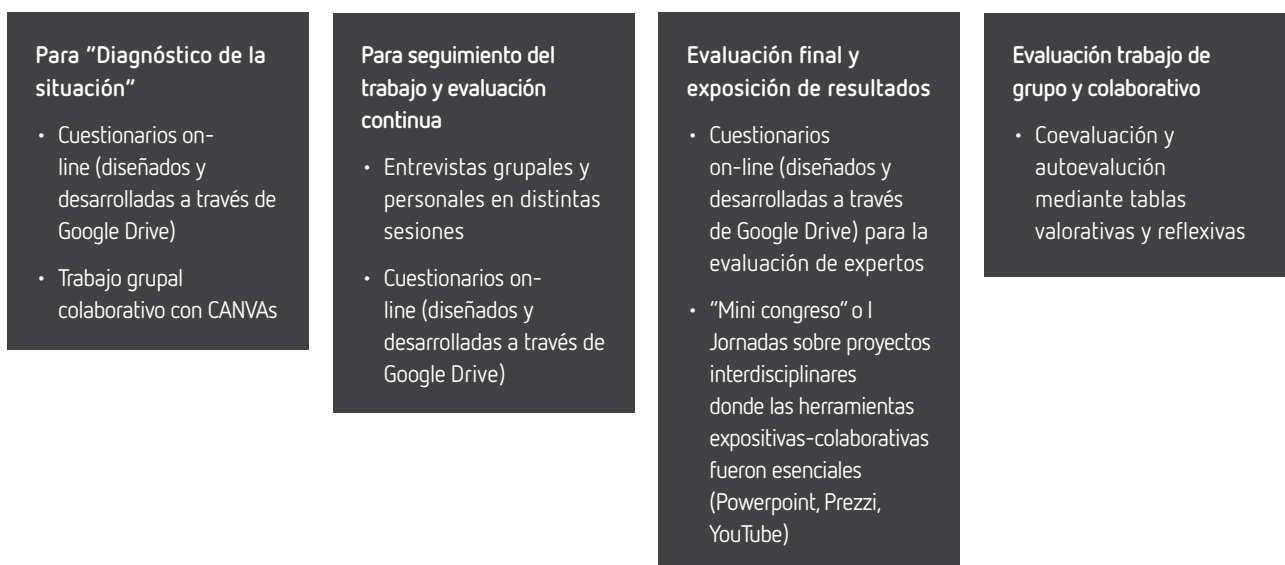 Para “Diagnóstico de la
situación”
• Cuestionarios on-
line (diseñados y
desarrolladas a través de
Google Drive)
• Trabajo grupal
colaborativo con CANVAs
Para seguimiento del
trabajo y evaluación
continua
• Entrevistas grupales y
personales en distintas
sesiones
• Cuestionarios on-
line (diseñados y
desarrolladas a través de
Google Drive)
Evaluación final y
exposición de resultados
• Cuestionarios
on-line (diseñados y
desarrolladas a través
de Google Drive) para la
evaluación de expertos
• “Mini congreso” o I
Jornadas sobre proyectos
interdisciplinares
donde las herramientas
expositivas-colaborativas
fueron esenciales
(Powerpoint, Prezzi,
YouTube)
Evaluación trabajo de
grupo y colaborativo
• Coevaluación y
autoevalución
mediante tablas
valorativas y reflexivas